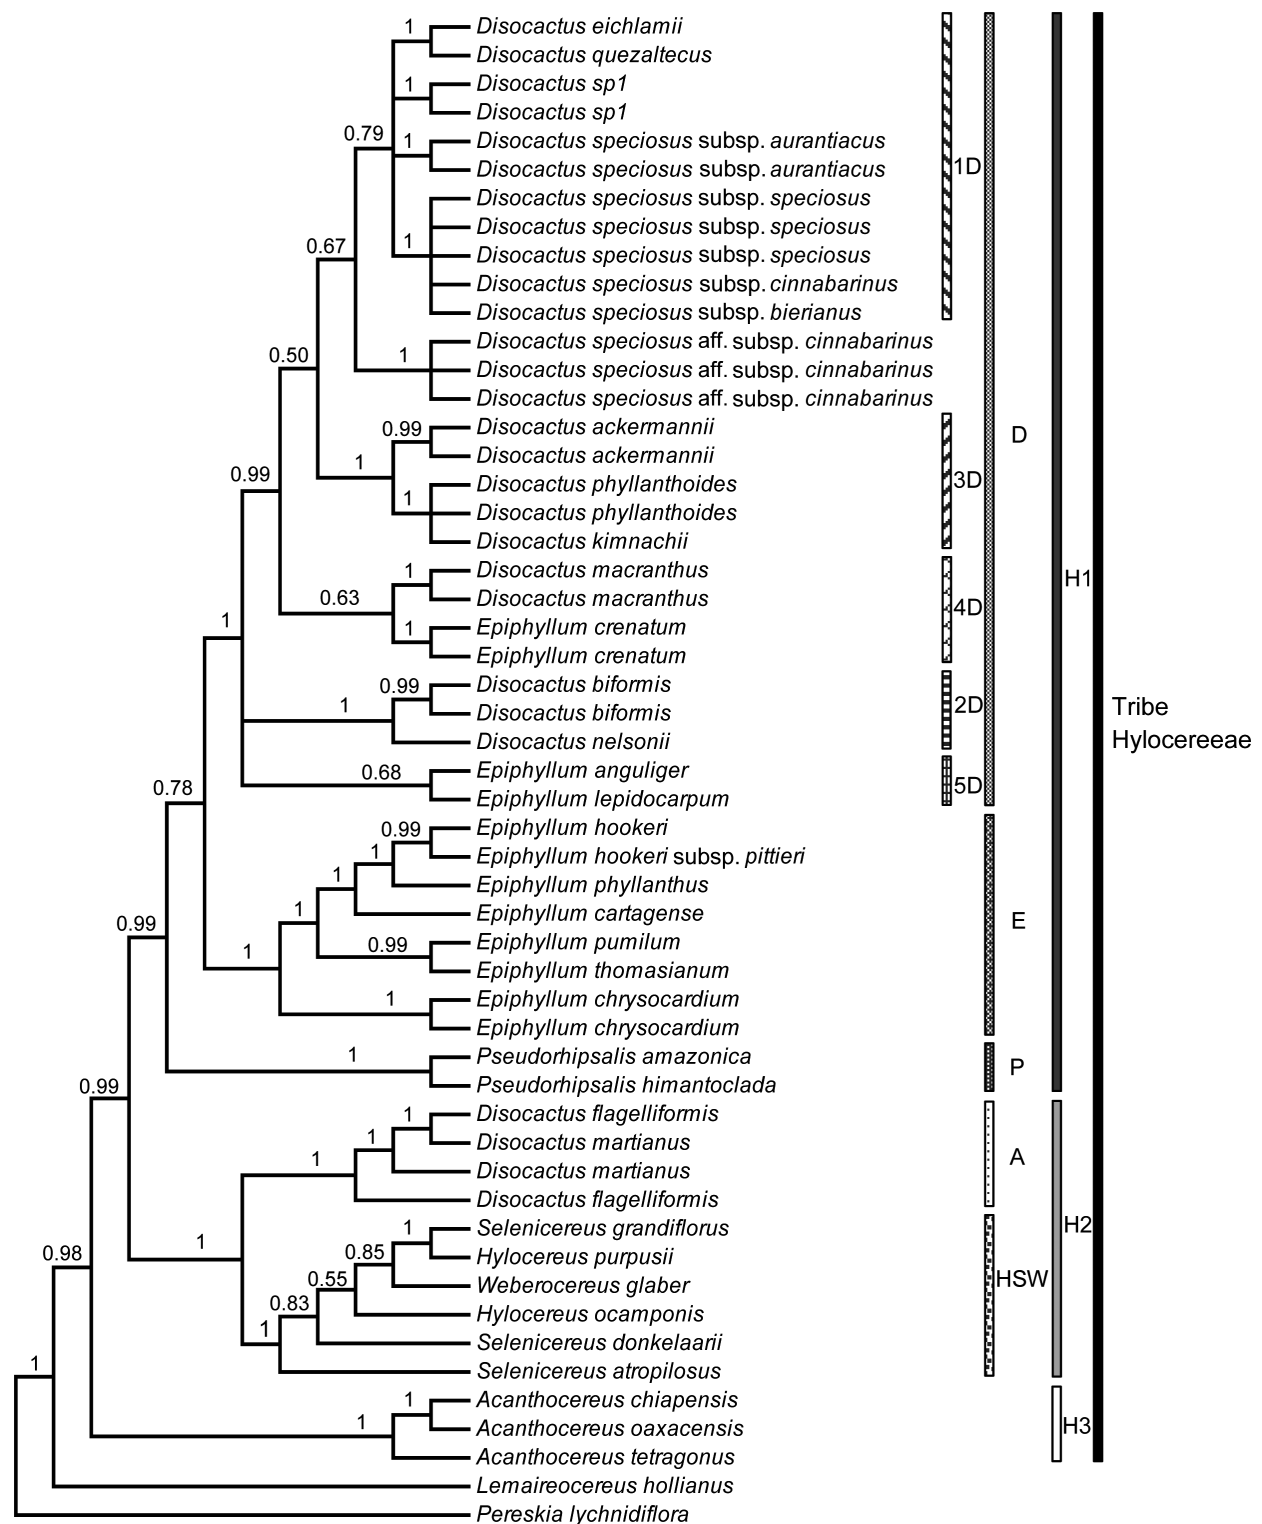 1
Disocactus eichlamii
Disocactus quezaltecus
1
Disocactus sp1
Disocactus sp1
0.79
1
Disocactus speciosus subsp. aurantiacus
Disocactus speciosus subsp. aurantiacus
1D
Disocactus speciosus subsp. speciosus
Disocactus speciosus subsp. speciosus
0.67
1
Disocactus speciosus subsp. speciosus
Disocactus speciosus subsp. cinnabarinus
Disocactus speciosus subsp. bierianus
Disocactus speciosus aff. subsp. cinnabarinus
0.50
1
Disocactus speciosus aff. subsp. cinnabarinus
Disocactus speciosus aff. subsp. cinnabarinus
0.99
Disocactus ackermannii
D
Disocactus ackermannii
0.99
1
3D
Disocactus phyllanthoides
1
Disocactus phyllanthoides
Disocactus kimnachii
1
Disocactus macranthus
H1
0.63
Disocactus macranthus
4D
1
1
Epiphyllum crenatum
Epiphyllum crenatum
0.99
Disocactus biformis
1
2D
Disocactus biformis
Tribe
Hylocereeae
Disocactus nelsonii
0.68
Epiphyllum anguliger
5D
0.78
Epiphyllum lepidocarpum
0.99
Epiphyllum hookeri
1
Epiphyllum hookeri subsp. pittieri
1
Epiphyllum phyllanthus
1
Epiphyllum cartagense
E
0.99
1
0.99
Epiphyllum pumilum
Epiphyllum thomasianum
1
Epiphyllum chrysocardium
Epiphyllum chrysocardium
1
Pseudorhipsalis amazonica
P
0.99
Pseudorhipsalis himantoclada
1
Disocactus flagelliformis
1
Disocactus martianus
1
A
Disocactus martianus
Disocactus flagelliformis
1
Selenicereus grandiflorus
H2
0.98
1
0.85
Hylocereus purpusii
0.55
Weberocereus glaber
HSW
0.83
Hylocereus ocamponis
1
Selenicereus donkelaarii
1
Selenicereus atropilosus
1
Acanthocereus chiapensis
1
Acanthocereus oaxacensis
H3
Acanthocereus tetragonus
Lemaireocereus hollianus
Pereskia lychnidiflora